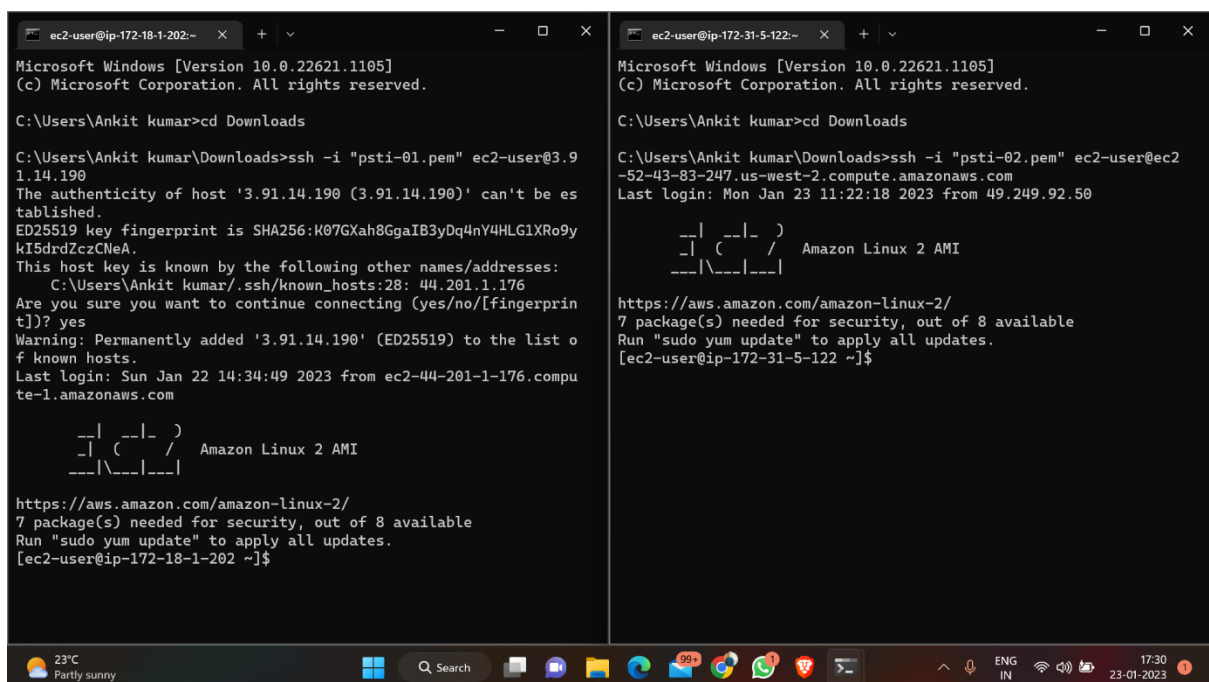 ec2-user@ip-172-18-1-202:~
Microsoft Windows [Version 10.0.22621.1105]
(c) Microsoft Corporation. All rights reserved.
C:\Users\Ankit kumar>cd Downloads
C:\Users\Ankit kumar\Downloads>ssh -i "psti-01.pem" ec2-user@3.9
1.14.190
The authenticity of host '3.91.14.190 (3.91.14.190)' can't be es
tablished.
ED25519 key fingerprint is SHA256:K07GXah8GgaIB3yDq4nY4HLG1XRo9y
kI5drdZczCNeA.
This host key is known by the following other names/addresses:
    C:\Users\Ankit kumar/.ssh/known_hosts:28: 44.201.1.176
Are you sure you want to continue connecting (yes/no/[fingerprin
t])? yes
Warning: Permanently added '3.91.14.190' (ED25519) to the list o
f known hosts.
Last login: Sun Jan 22 14:34:49 2023 from ec2-44-201-1-176.compu
te-1.amazonaws.com
       __|  __|_  )
       _|  (     /   Amazon Linux 2 AMI
      ___|\___|___|
https://aws.amazon.com/amazon-linux-2/
7 package(s) needed for security, out of 8 available
Run "sudo yum update" to apply all updates.
[ec2-user@ip-172-18-1-202 ~]$
ec2-user@ip-172-31-5-122:~
Microsoft Windows [Version 10.0.22621.1105]
(c) Microsoft Corporation. All rights reserved.
C:\Users\Ankit kumar>cd Downloads
C:\Users\Ankit kumar\Downloads>ssh -i "psti-02.pem" ec2-user@ec2
-52-43-83-247.us-west-2.compute.amazonaws.com
Last login: Mon Jan 23 11:22:18 2023 from 49.249.92.50
       __|  __|_  )
       _|  (     /   Amazon Linux 2 AMI
      ___|\___|___|
https://aws.amazon.com/amazon-linux-2/
7 package(s) needed for security, out of 8 available
Run "sudo yum update" to apply all updates.
[ec2-user@ip-172-31-5-122 ~]$
23°C
Partly sunny
Search
99+
1
ENG
IN
17:30
23-01-2023
1